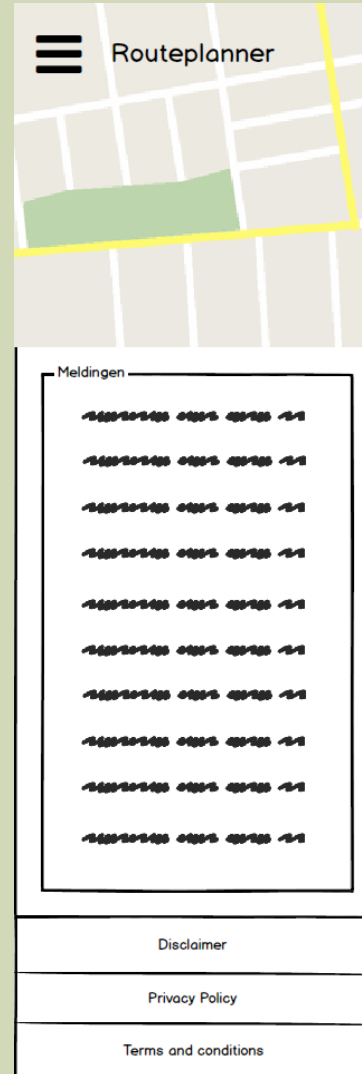 Routeplanner
Meldingen
Disclaimer
Privacy Policy
Terms and conditions